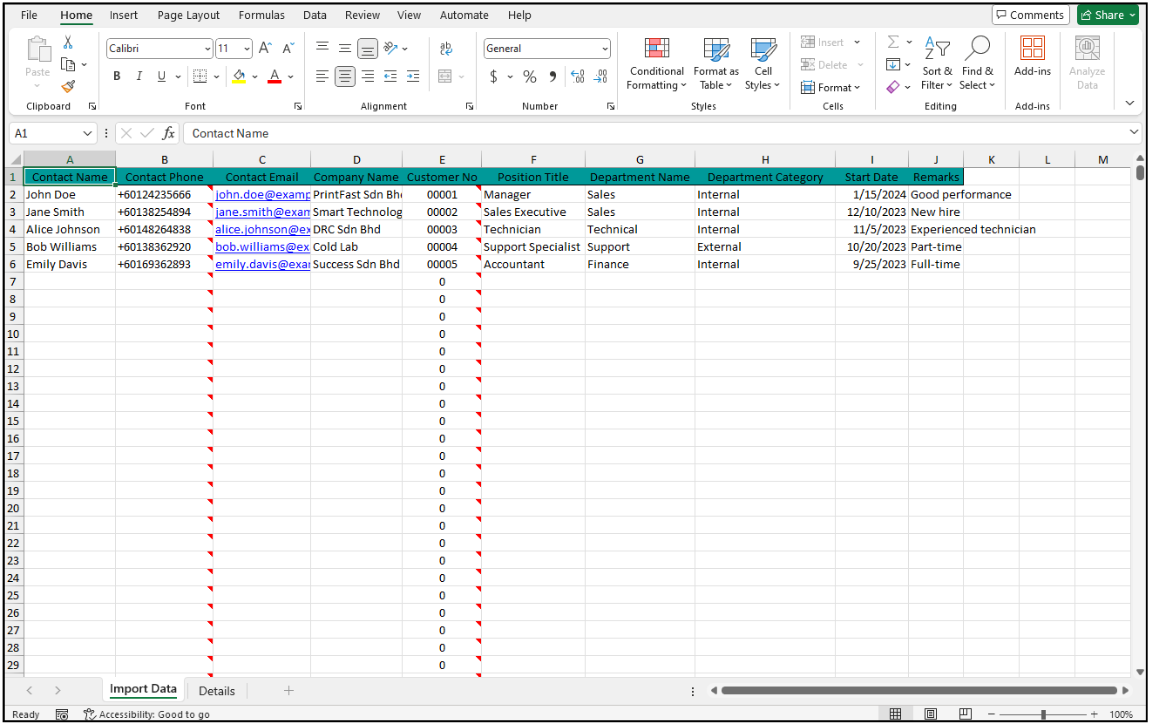 File Home Insert Page Layout Formulas Data Review View Automate Help Comments Share
Calibri 11 General Insert
Paste Conditional Format as Cell Delete Sort & Find & Add-ins Analyze
B I U A $ % Formatting Table Styles Format Filter Select Data
Clipboard Font Alignment Number Styles Cells Editing Add-ins
A1 fx Contact Name
A B C D E F G H I J K L M
1 Contact Name Contact Phone Contact Email Company Name Customer No Position Title Department Name Department Category Start Date Remarks
2 John Doe +60124235666 john.doe@examp PrintFast Sdn Bh 00001 Manager Sales Internal 1/15/2024 Good performance
3 Jane Smith +60138254894 jane.smith@exam Smart Technolog 00002 Sales Executive Sales Internal 12/10/2023 New hire
4 Alice Johnson +60148264838 alice.johnson@ex DRC Sdn Bhd 00003 Technician Technical Internal 11/5/2023 Experienced technician
5 Bob Williams +60138362920 bob.williams@ex Cold Lab 00004 Support Specialist Support External 10/20/2023 Part-time
6 Emily Davis +60169362893 emily.davis@exam Success Sdn Bhd 00005 Accountant Finance Internal 9/25/2023 Full-time
7 0
8 0
9 0
10 0
11 0
12 0
13 0
14 0
15 0
16 0
17 0
18 0
19 0
20 0
21 0
22 0
23 0
24 0
25 0
26 0
27 0
28 0
29 0
Import Data Details
Ready Accessibility: Good to go 100%